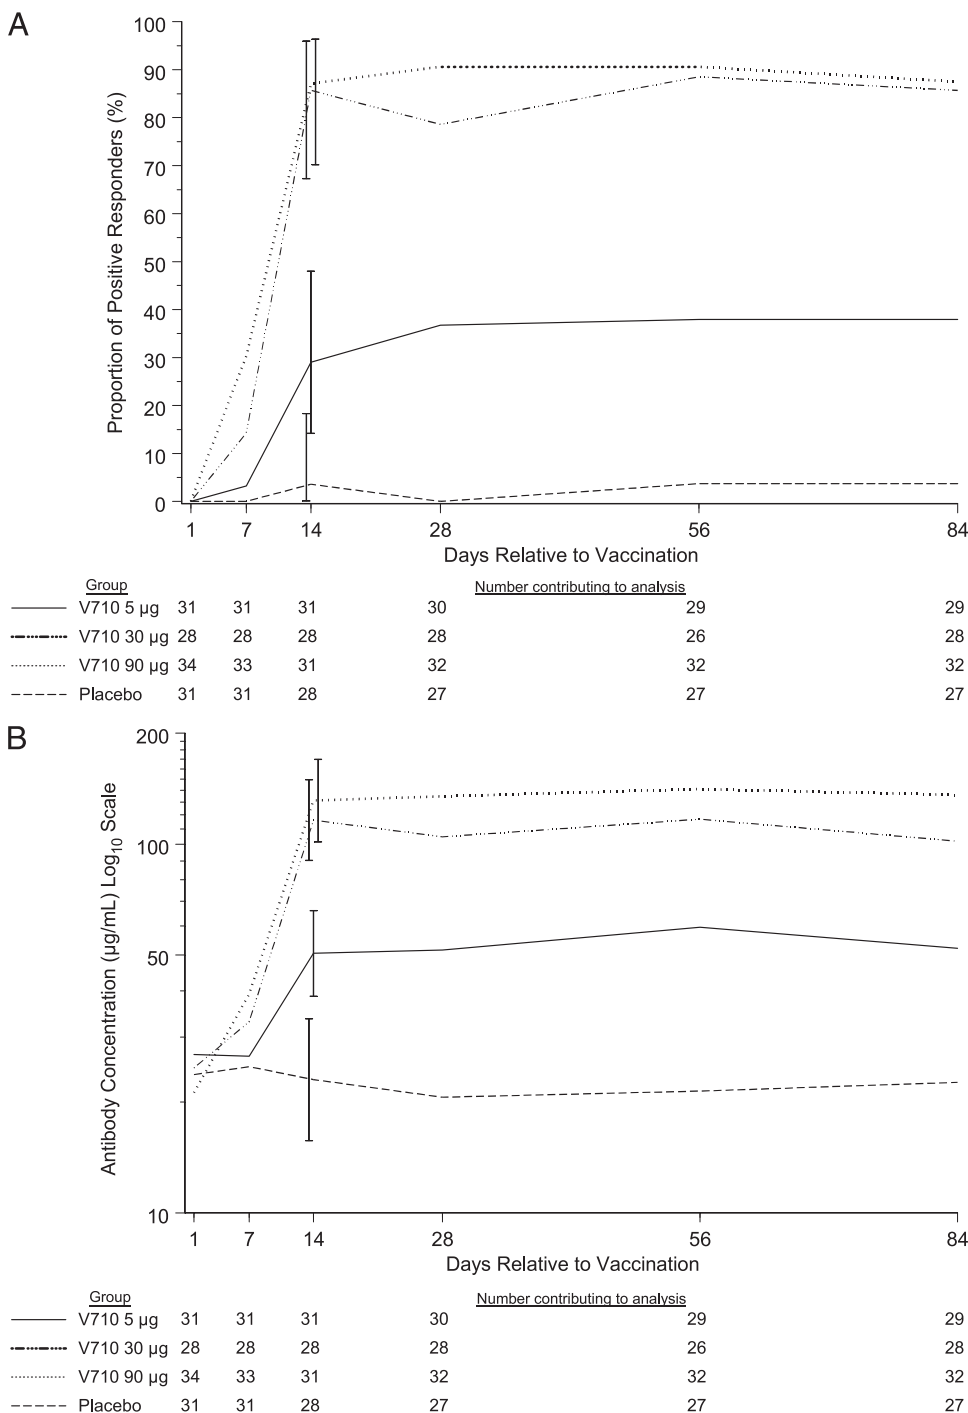 A
Proportion of Positive Responders (%)
100
90
80
70
60
50
40
30
20
10
0
1 7 14 28 56 84
Days Relative to Vaccination
Group Number contributing to analysis
V710 5 µg 31 31 31 30 29 29
V710 30 µg 28 28 28 28 26 28
V710 90 µg 34 33 31 32 32 32
Placebo 31 31 28 27 27 27
B
Antibody Concentration (µg/mL) Log10 Scale
200
100
50
10
1 7 14 28 56 84
Days Relative to Vaccination
Group Number contributing to analysis
V710 5 µg 31 31 31 30 29 29
V710 30 µg 28 28 28 28 26 28
V710 90 µg 34 33 31 32 32 32
Placebo 31 31 28 27 27 27